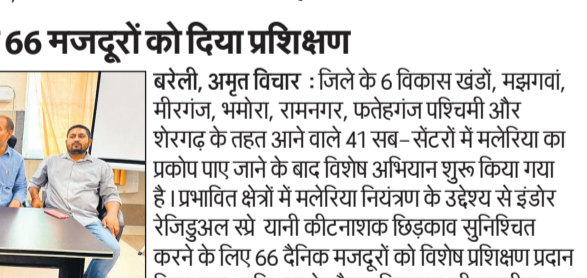 66 मजदूरों को दिया प्रशिक्षण
बरेली, अमृत विचार : जिले के 6 विकास खंडों, मझगवां,
मीरगंज, भमोरा, रामनगर, फतेहगंज पश्चिमी और
शेरगढ़ के तहत आने वाले 41 सब-सेंटरों में मलेरिया का
प्रकोप पाए जाने के बाद विशेष अभियान शुरू किया गया
है। प्रभावित क्षेत्रों में मलेरिया नियंत्रण के उद्देश्य से इंडोर
रेजिडुअल स्प्रे यानी कीटनाशक छिड़काव सुनिश्चित
करने के लिए 66 दैनिक मजदूरों को विशेष प्रशिक्षण प्रदान